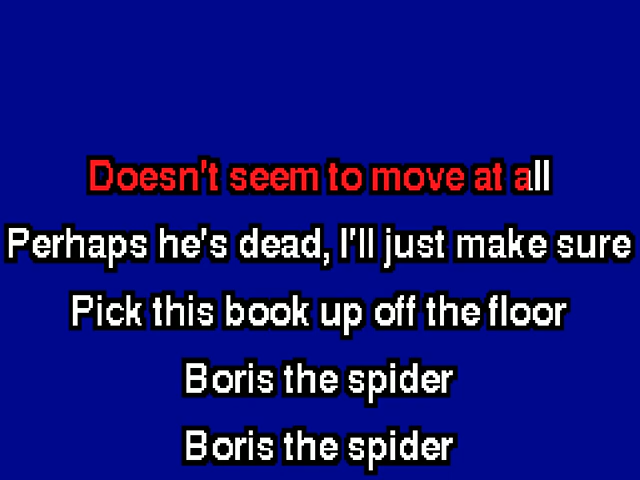 Doesn't seem to move at all
Perhaps he's dead, I'll just make sure
Pick this book up off the floor
Boris the spider
Boris the spider